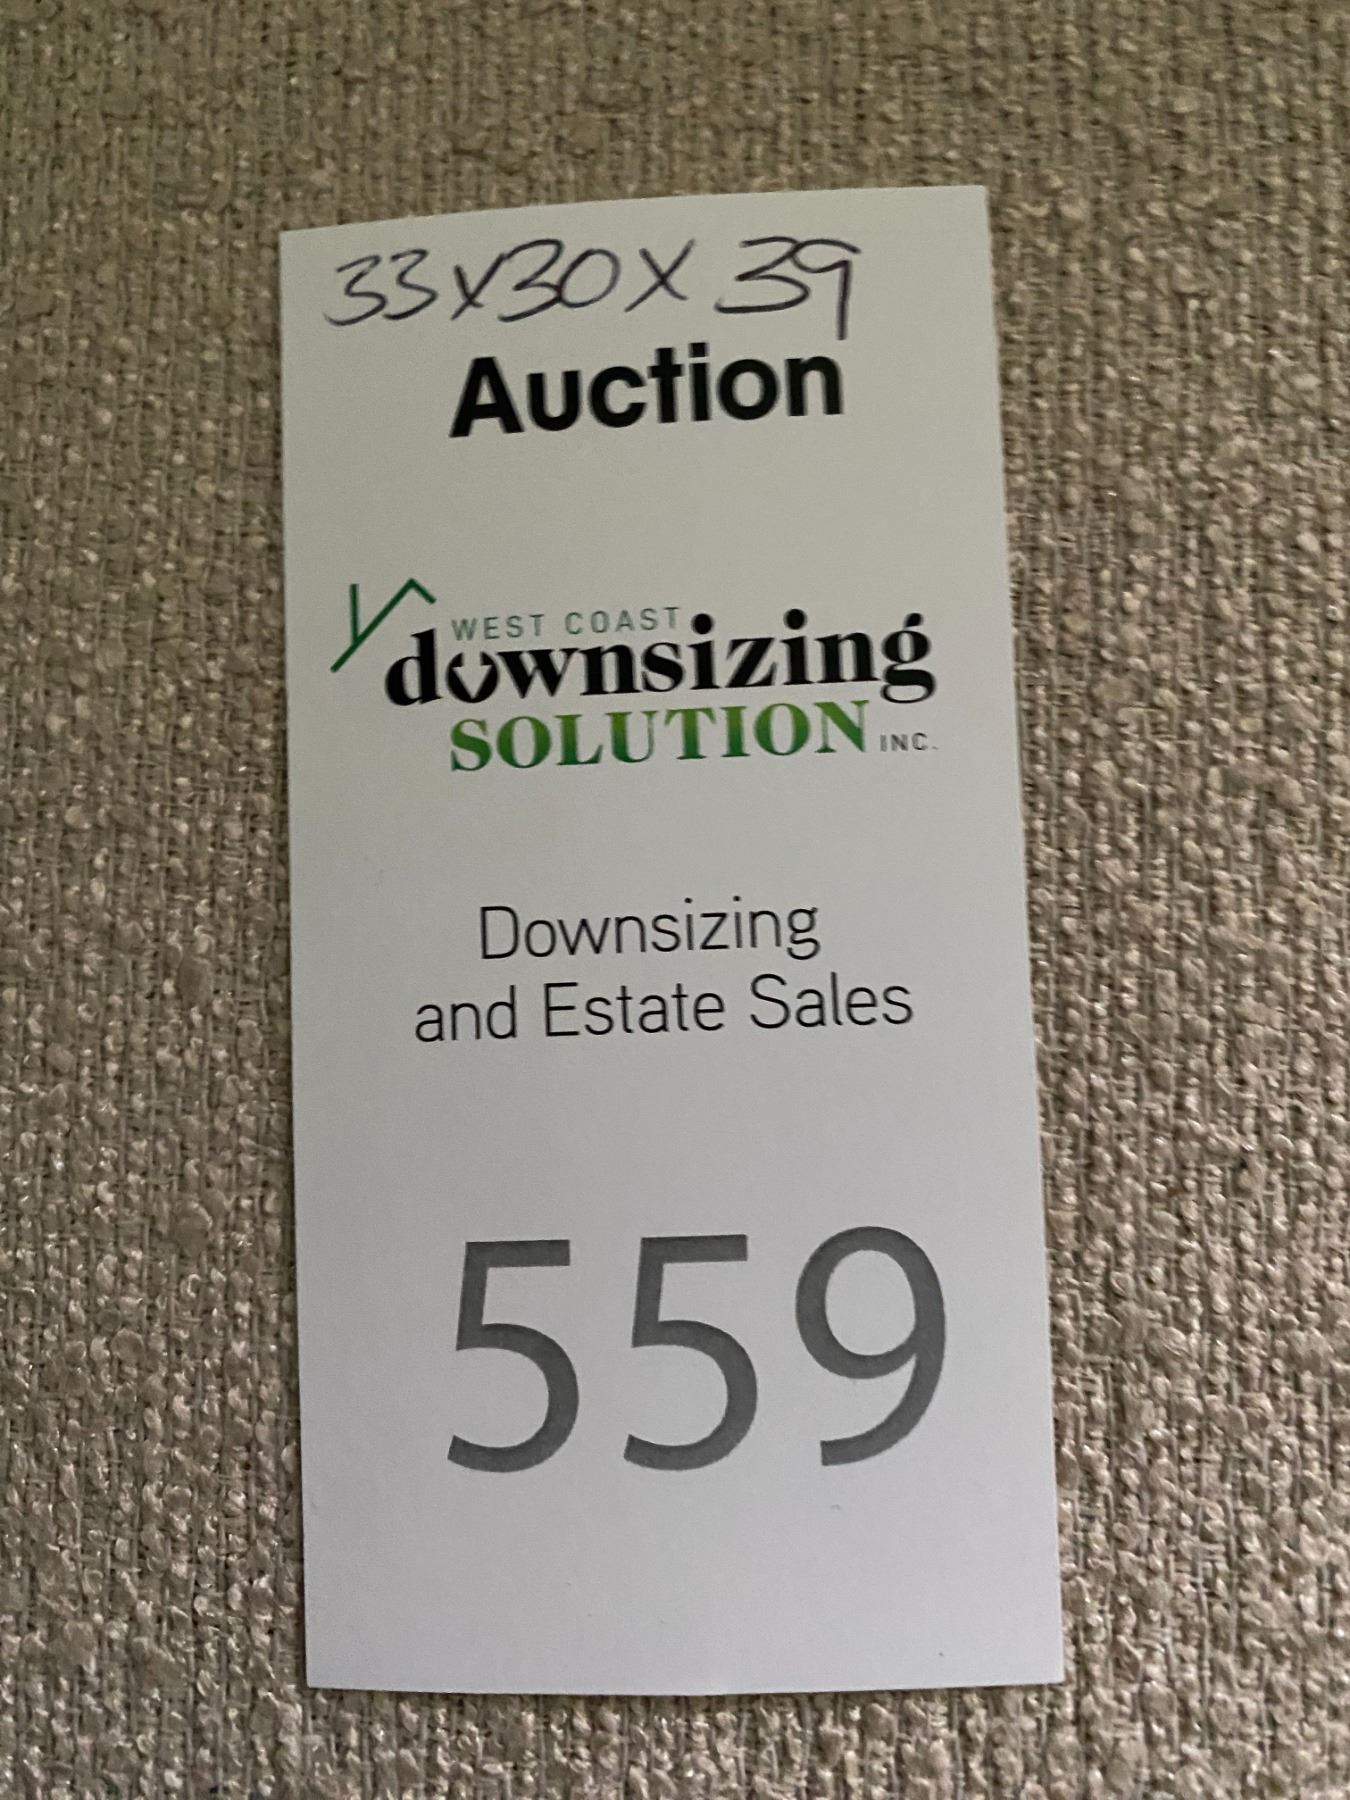 33x30x39
Auction
WEST COAST
downsizing
SOLUTION INC.
Downsizing
and Estate Sales
559